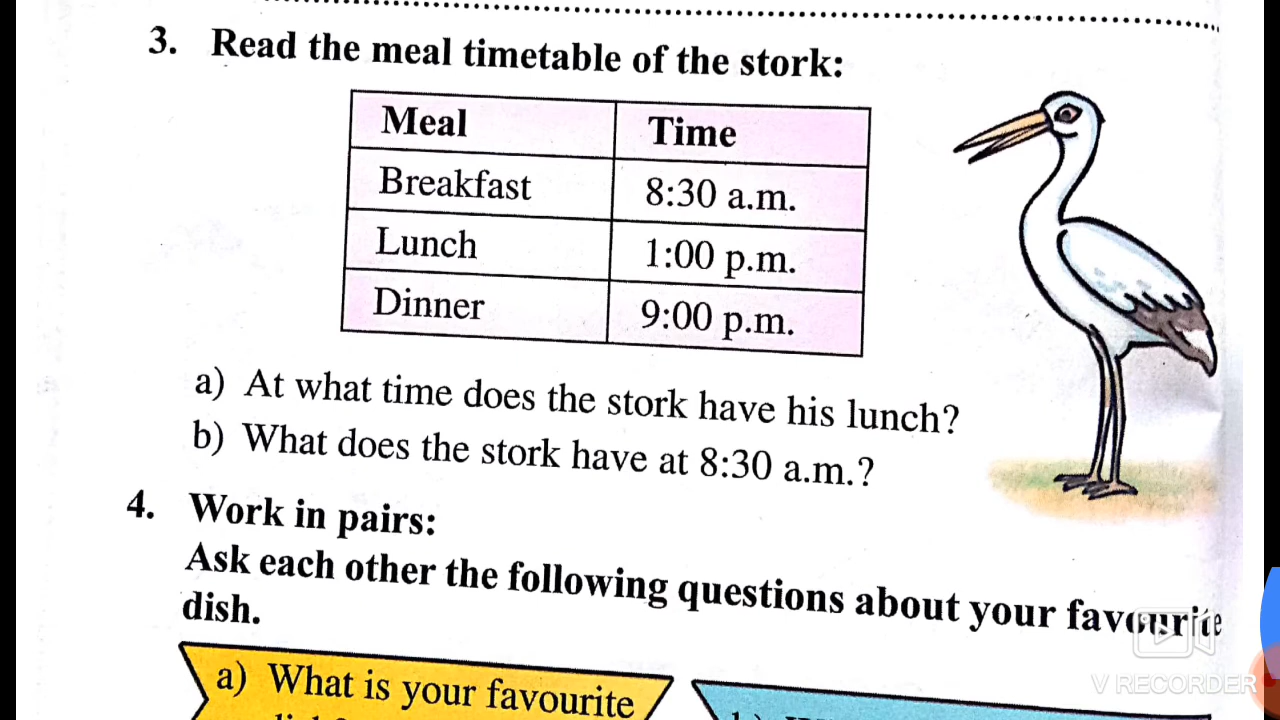 3. Read the meal timetable of the stork:
Meal Time
Breakfast 8:30 a.m.
Lunch 1:00 p.m.
Dinner 9:00 p.m.
a) At what time does the stork have his lunch?
b) What does the stork have at 8:30 a.m.?
4. Work in pairs:
Ask each other the following questions about your favourite
dish.
a) What is your favourite
V RECORDER